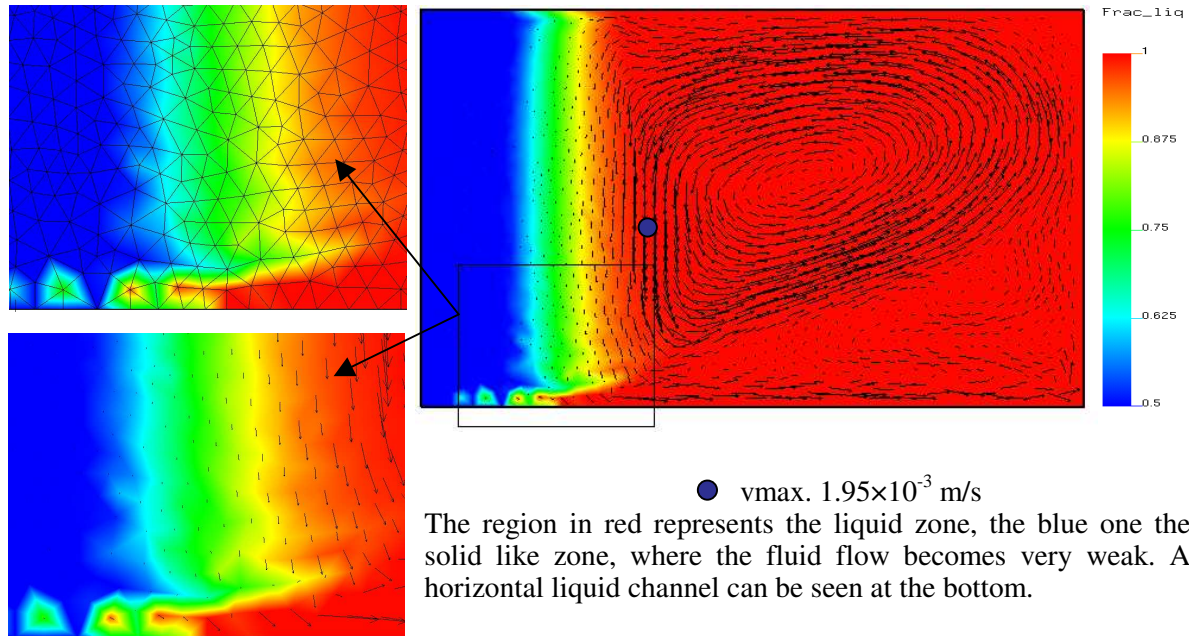 Frac_liq
1
0.875
0.75
0.625
0.5
vmax. 1.95×10-3 m/s
The region in red represents the liquid zone, the blue one the
solid like zone, where the fluid flow becomes very weak. A
horizontal liquid channel can be seen at the bottom.